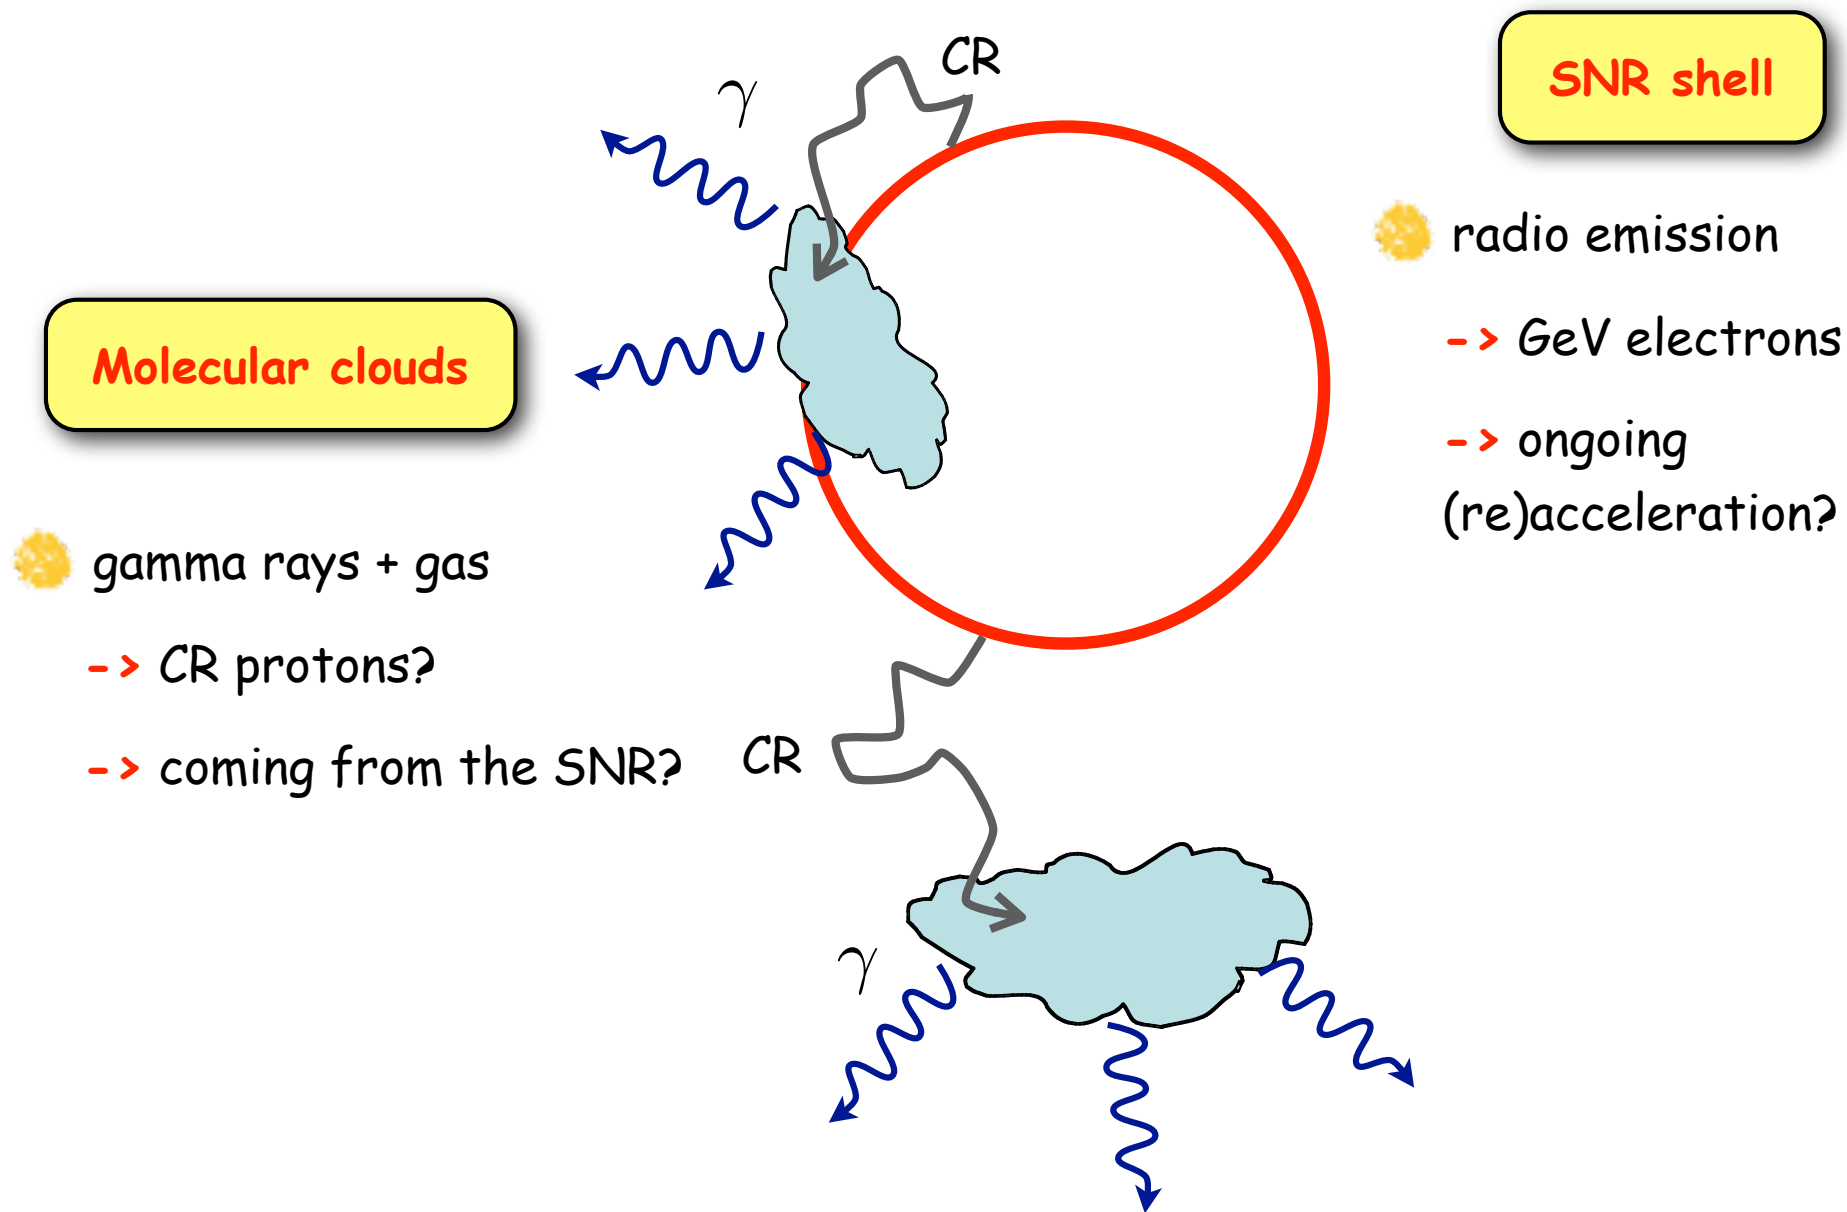 CR
γ
SNR shell
radio emission
-> GeV electrons
-> ongoing
(re)acceleration?
Molecular clouds
gamma rays + gas
-> CR protons?
-> coming from the SNR?
CR
γ